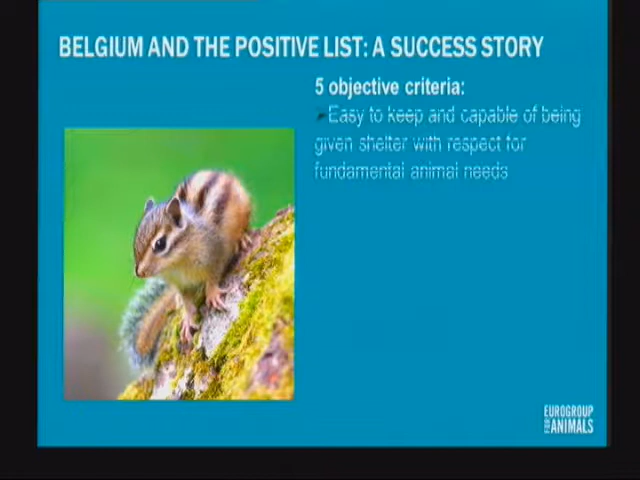 BELGIUM AND THE POSITIVE LIST: A SUCCESS STORY
5 objective criteria:
Easy to keep and capable of being
given shelter with respect for
fundamental animal needs
EUROGROUP
FOR ANIMALS